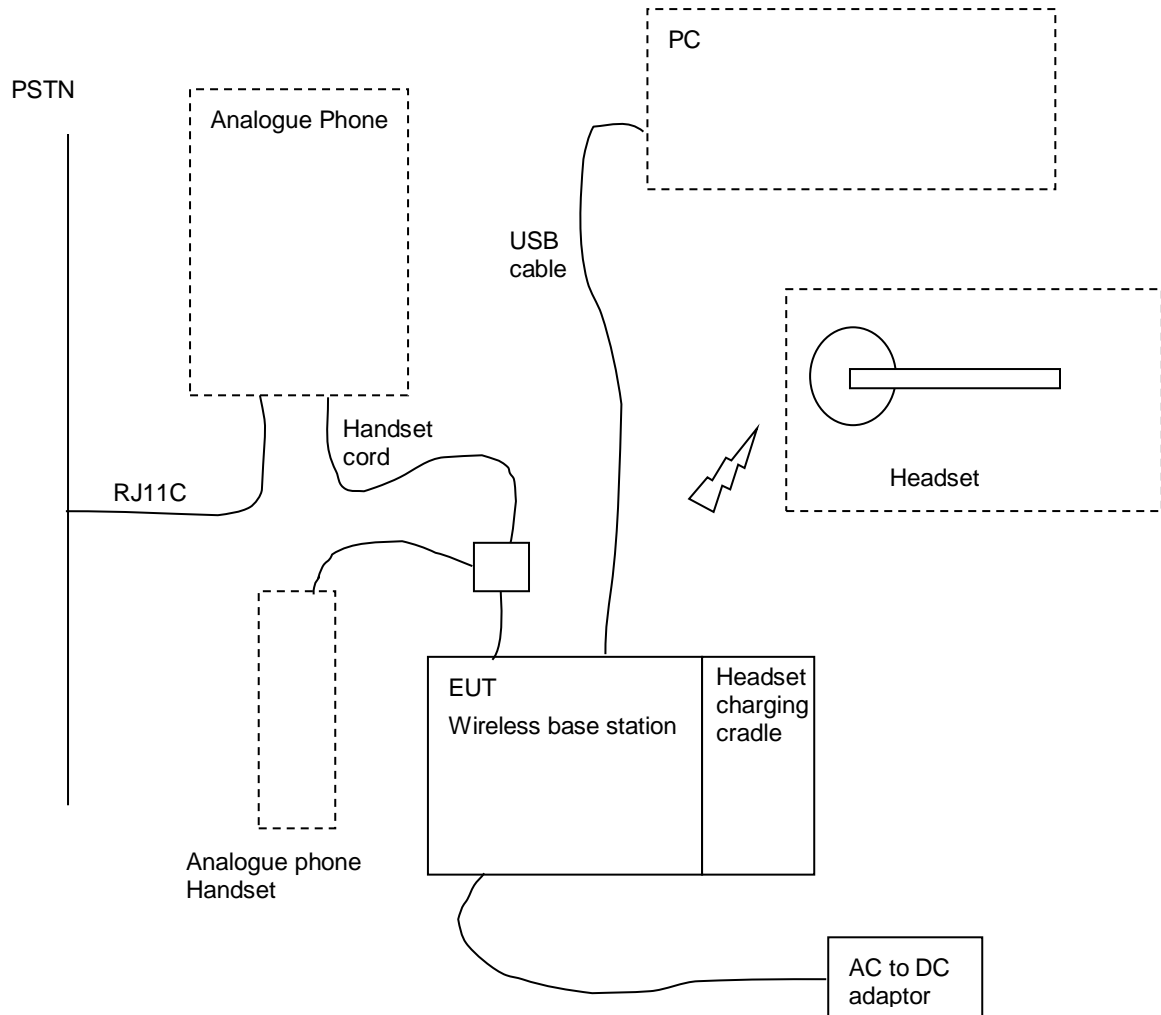 PC
PSTN
Analogue Phone
USB
cable
Handset
cord
Headset
RJ11C
EUT
Wireless base station
Headset
charging
cradle
Analogue phone
Handset
AC to DC
adaptor